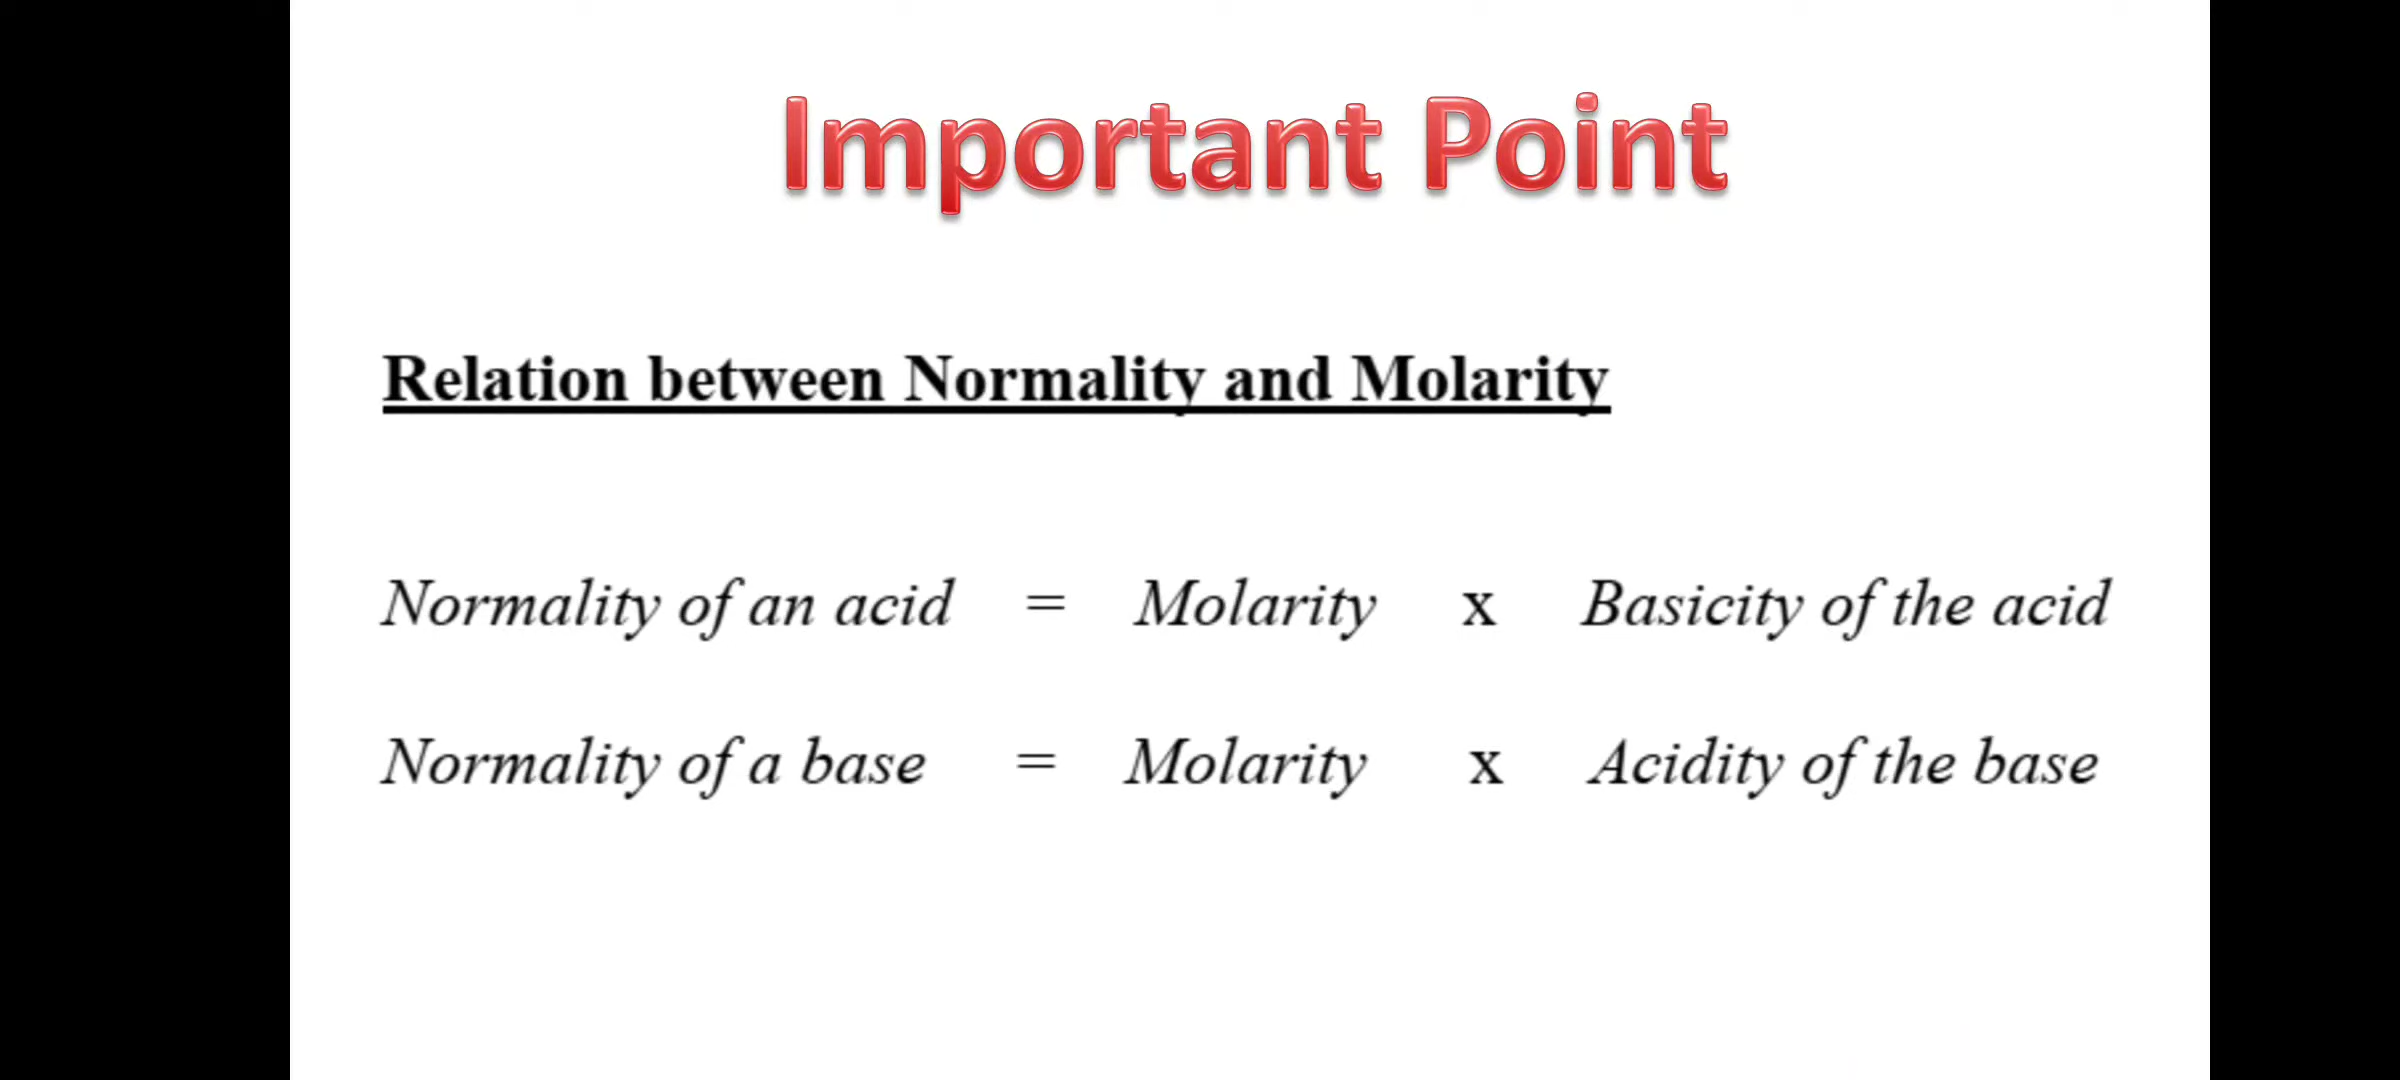 Important Point
Relation between Normality and Molarity
Normality of an acid = Molarity x Basicity of the acid
Normality of a base = Molarity x Acidity of the base